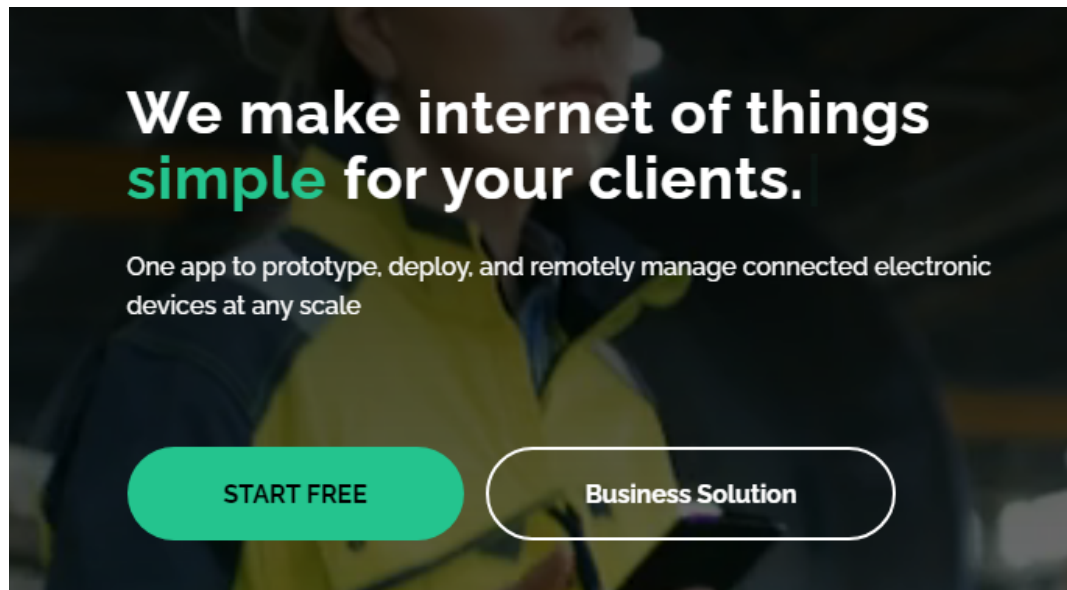 We make internet of things
simple for your clients.
One app to prototype, deploy, and remotely manage connected electronic
devices at any scale
START FREE
Business Solution